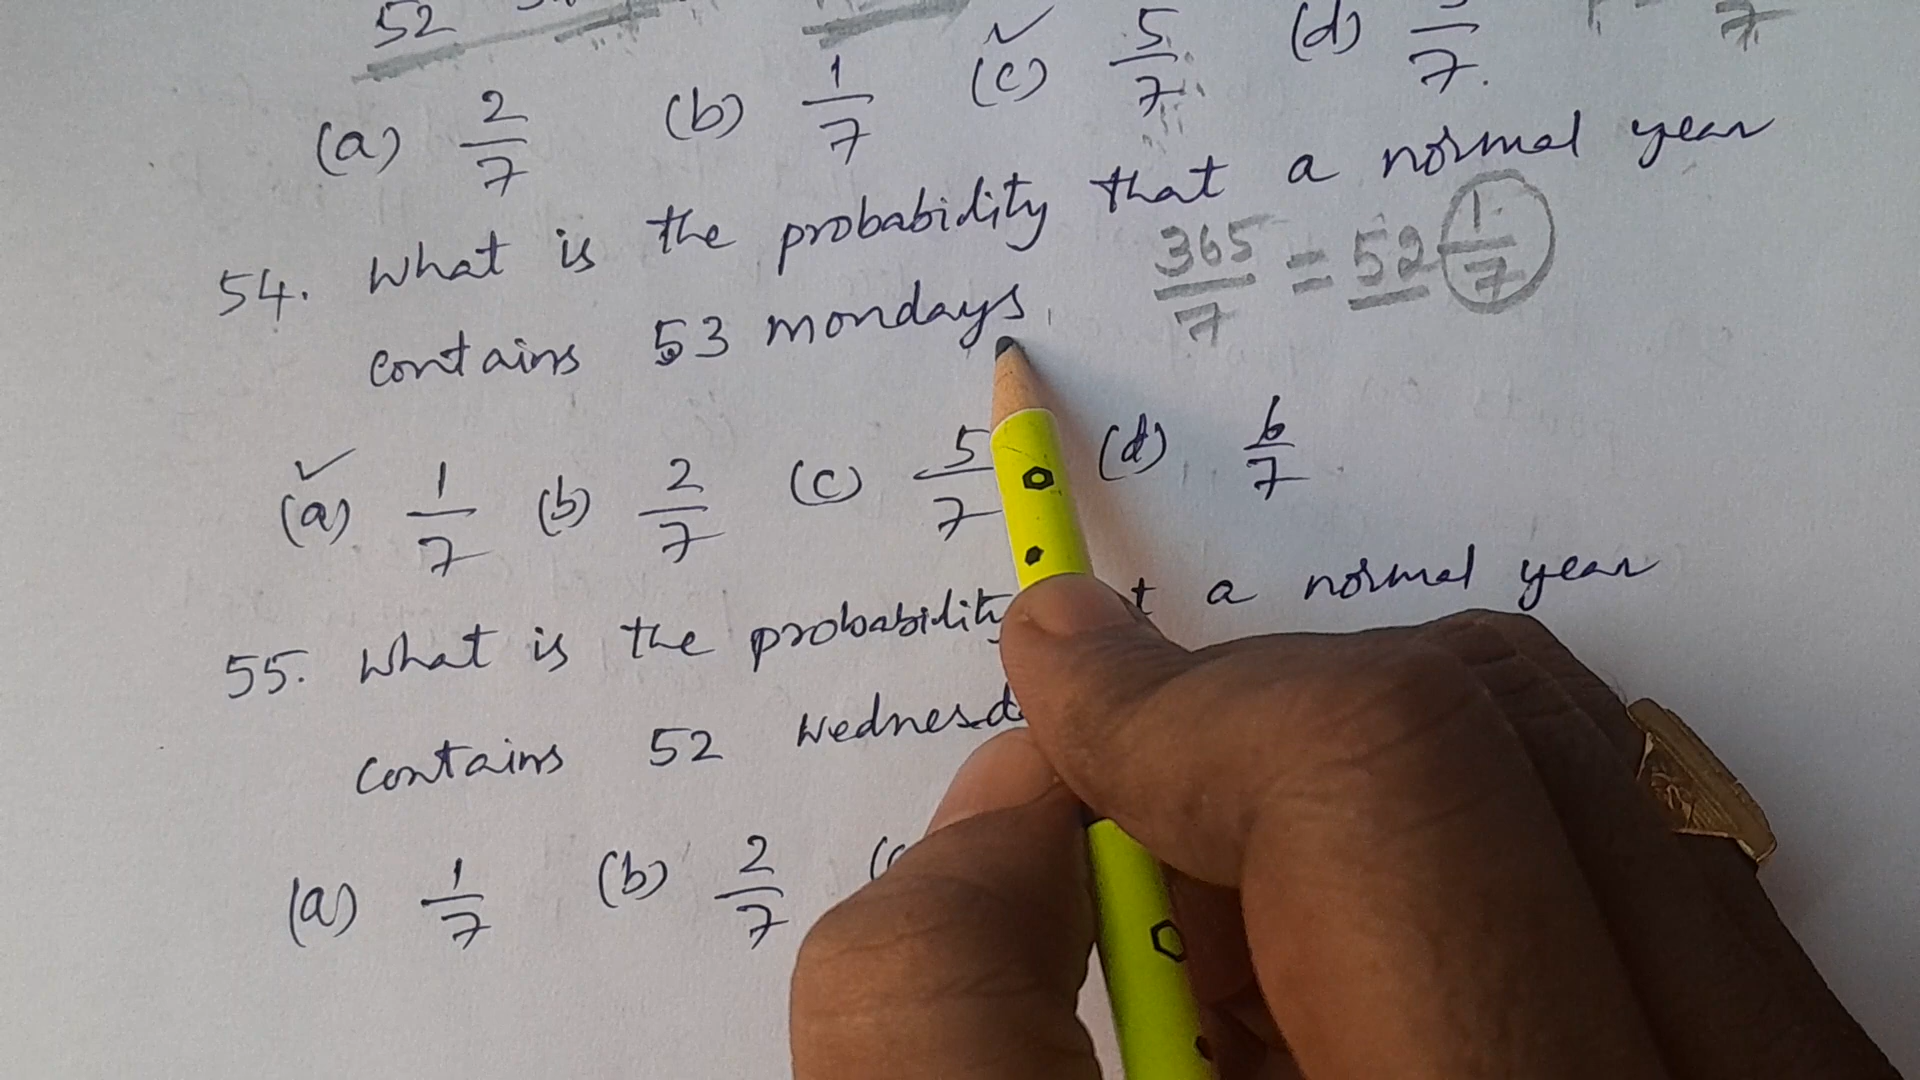 52
(a) 2/7 (b) 1/7 ✓(c) 5/7 (d) /7.
54. What is the probability that a normal year
contains 53 mondays. 365/7 = 52 1/7
✓(a) 1/7 (b) 2/7 (c) 5/7 (d) 6/7
55. What is the probability a normal year
contains 52
(a) 1/7 (b) 2/7